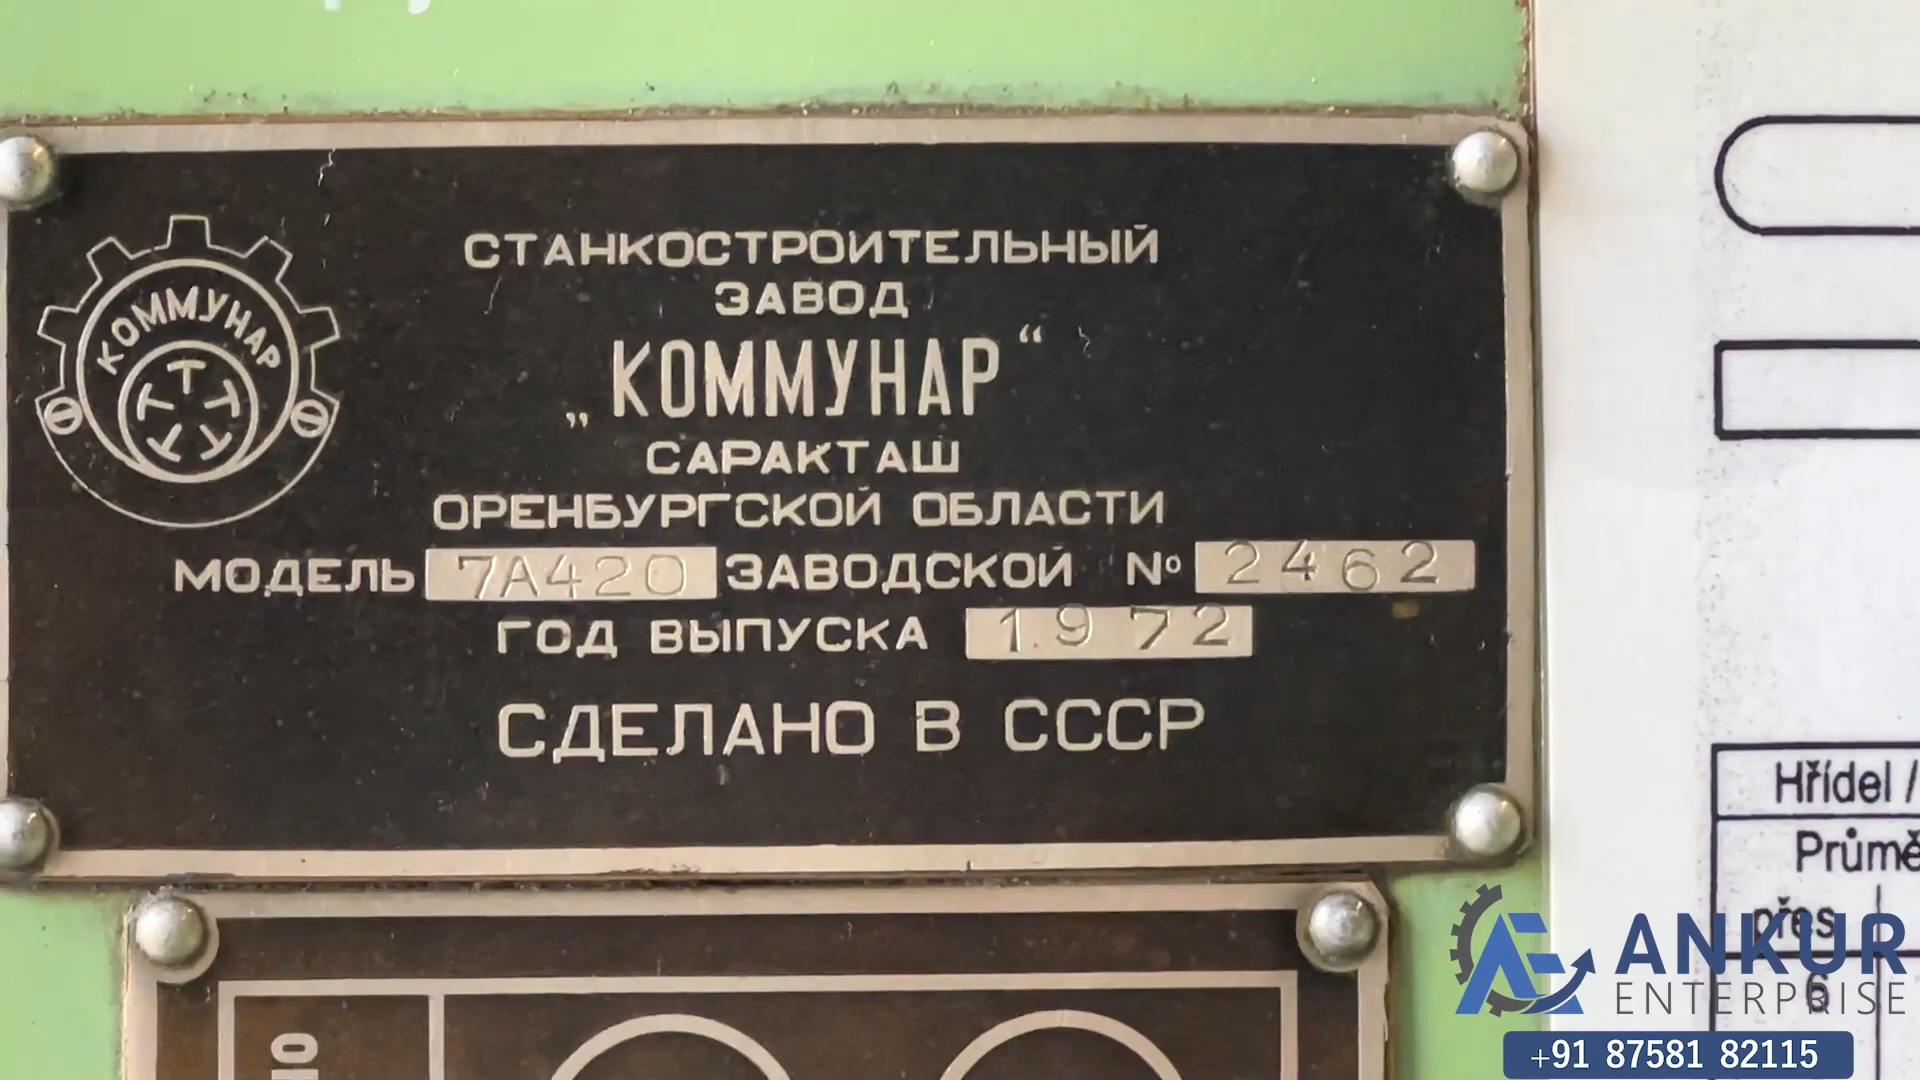 СТАНКОСТРОИТЕЛЬНЫЙ
ЗАВОД
„КОММУНАР“
САРАКТАШ
ОРЕНБУРГСКОЙ ОБЛАСТИ
МОДЕЛЬ 7А420 ЗАВОДСКОЙ № 2462
ГОД ВЫПУСКА 1972
СДЕЛАНО В СССР
КОММУНАР
Hřídel /
přes
6
ANKUR
ENTERPRISE
+91 87581 82115